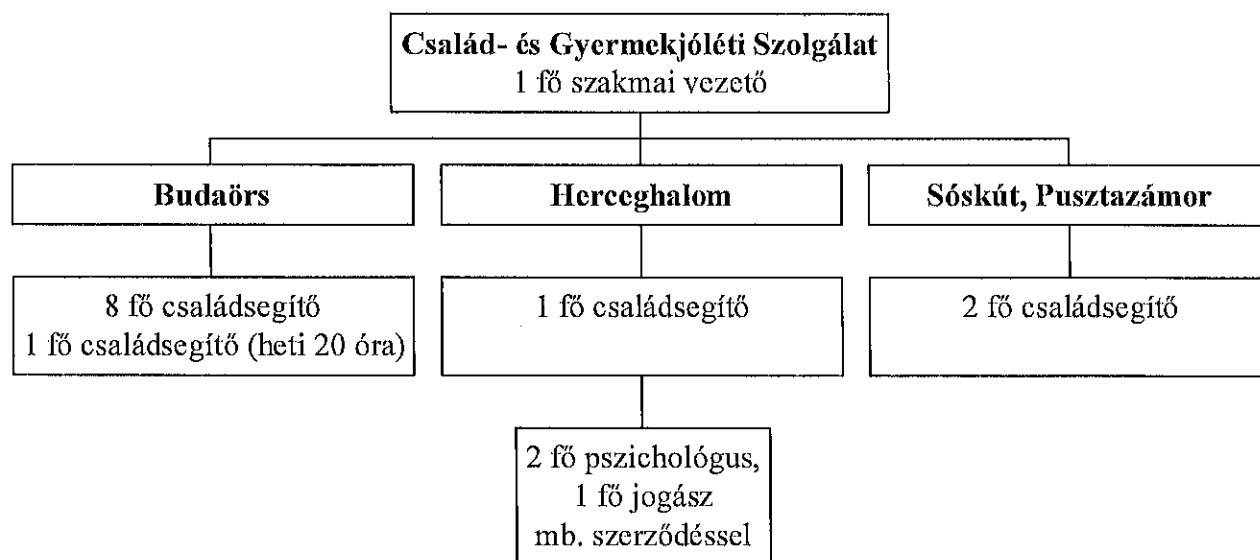 Család- és Gyermekjóléti Szolgálat
1 fő szakmai vezető
Budaörs
Herceghalom
Sóskút, Pusztazámor
8 fő családsegítő
1 fő családsegítő (heti 20 óra)
1 fő családsegítő
2 fő családsegítő
2 fő pszichológus,
1 fő jogász
mb. szerződéssel